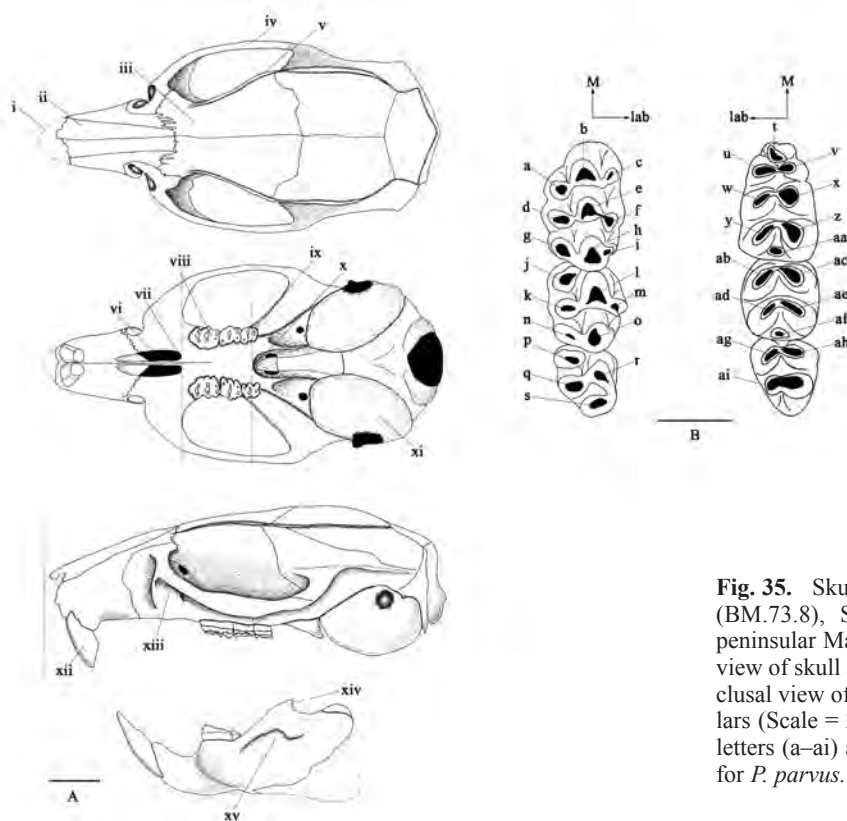 iv
v
iii
ii
i
viii
ix
x
vi
vii
xi
xiii
xii
xiv
xv
A
M
lab
b
a
c
e
d
f
h
g
i
j
l
k
m
n
o
p
r
q
s
M
lab
t
u
v
w
x
y
z
aa
ab
ac
ad
ae
af
ag
ah
ai
B
Fig. 35. Sku
(BM.73.8), S
peninsular Ma
view of skull
clusal view of
lars (Scale =
letters (a–ai) a
for P. parvus.